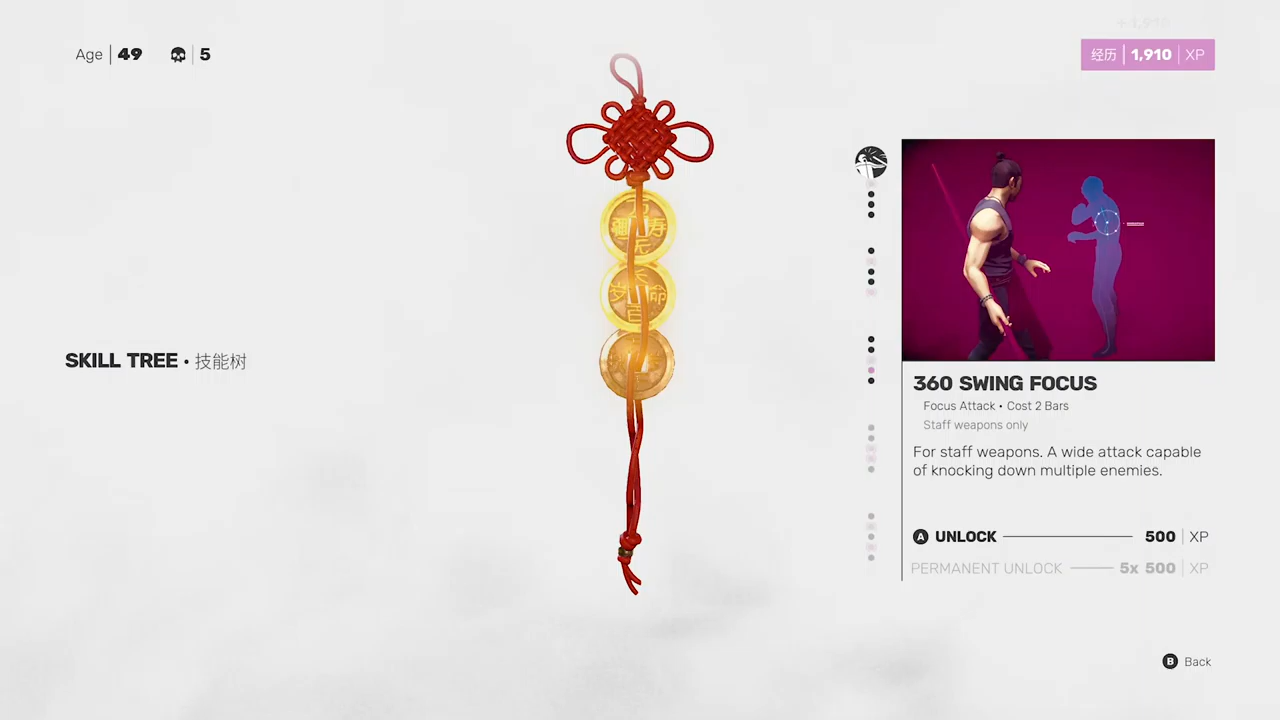 + 1,910
Age 49 5
经历 1,910 XP
SKILL TREE • 技能树
360 SWING FOCUS
Focus Attack • Cost 2 Bars
Staff weapons only
For staff weapons. A wide attack capable
of knocking down multiple enemies.
A UNLOCK 500 XP
PERMANENT UNLOCK 5x 500 XP
B Back